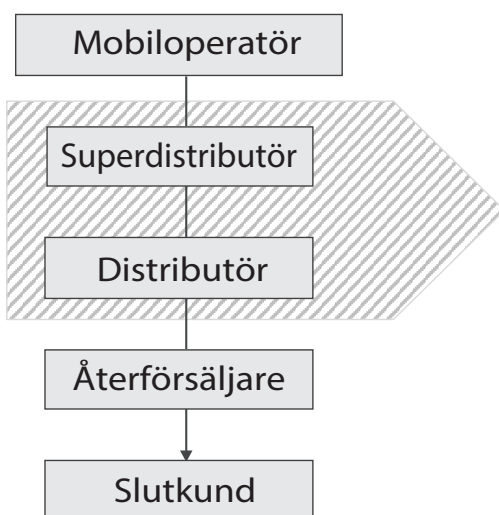 Mobiloperatör
Superdistributör
Distributör
Återförsäljare
Slutkund